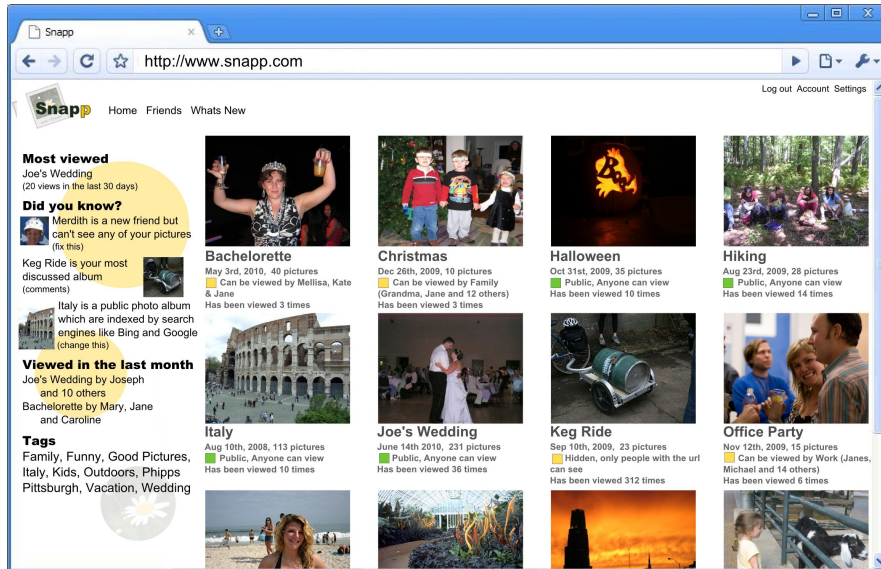 Snapp
http://www.snapp.com
Log out Account Settings
Snapp
Home Friends Whats New
Most viewed
Joe's Wedding
(20 views in the last 30 days)
Did you know?
Merdith is a new friend but
can't see any of your pictures
(fix this)
Keg Ride is your most
discussed album
(comments)
Italy is a public photo album
which are indexed by search
engines like Bing and Google
(change this)
Viewed in the last month
Joe's Wedding by Joseph
and 10 others
Bachelorette by Mary, Jane
and Caroline
Tags
Family, Funny, Good Pictures,
Italy, Kids, Outdoors, Phipps
Pittsburgh, Vacation, Wedding
Bachelorette
May 3rd, 2010, 40 pictures
Can be viewed by Mellisa, Kate
& Jane
Has been viewed 3 times
Christmas
Dec 26th, 2009, 10 pictures
Can be viewed by Family
(Grandma, Jane and 12 others)
Has been viewed 3 times
Boo!
Halloween
Oct 31st, 2009, 35 pictures
Public, Anyone can view
Has been viewed 10 times
Hiking
Aug 23rd, 2009, 28 pictures
Public, Anyone can view
Has been viewed 14 times
Italy
Aug 10th, 2008, 113 pictures
Public, Anyone can view
Has been viewed 10 times
Joe's Wedding
June 14th 2010, 231 pictures
Public, Anyone can view
Has been viewed 36 times
Keg Ride
Sep 10th, 2009, 23 pictures
Hidden, only people with the url
can see
Has been viewed 312 times
Office Party
Nov 12th, 2009, 15 pictures
Can be viewed by Work (Janes,
Michael and 14 others)
Has been viewed 6 times